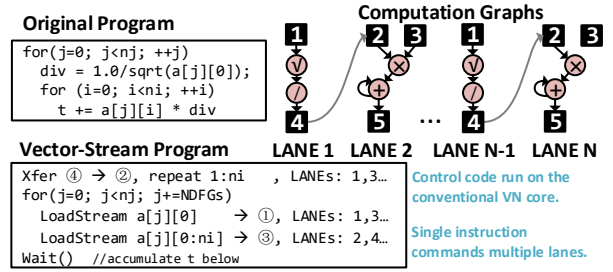 Original Program
for(j=0; j<nj; ++j)
div = 1.0/sqrt(a[j][0]);
for (i=0; i<ni; ++i)
t += a[j][i] * div
Computation Graphs
1 2 3 1 2 3
√ × √ ×
/ + / +
4 5 ... 4 5
LANE 1 LANE 2 LANE N-1 LANE N
Vector-Stream Program
Xfer ④ → ②, repeat 1:ni , LANEs: 1,3…
for(j=0; j<nj; j+=NDFGs)
LoadStream a[j][0] → ①, LANEs: 1,3…
LoadStream a[j][0:ni] → ③, LANEs: 2,4…
Wait() //accumulate t below
Control code run on the
conventional VN core.
Single instruction
commands multiple lanes.